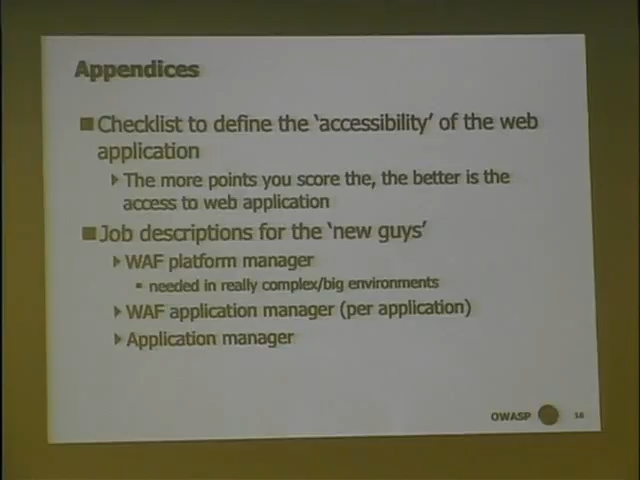 Appendices
Checklist to define the ‘accessibility’ of the web
application
The more points you score the, the better is the
access to web application
Job descriptions for the ‘new guys’
WAF platform manager
needed in really complex/big environments
WAF application manager (per application)
Application manager
OWASP